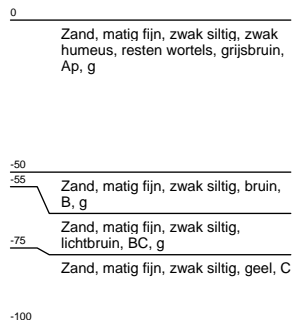 0
Zand, matig fijn, zwak siltig, zwak
humeus, resten wortels, grijsbruin,
Ap, g
-50
-55
Zand, matig fijn, zwak siltig, bruin,
B, g
Zand, matig fijn, zwak siltig,
lichtbruin, BC, g
-75
Zand, matig fijn, zwak siltig, geel, C
-100